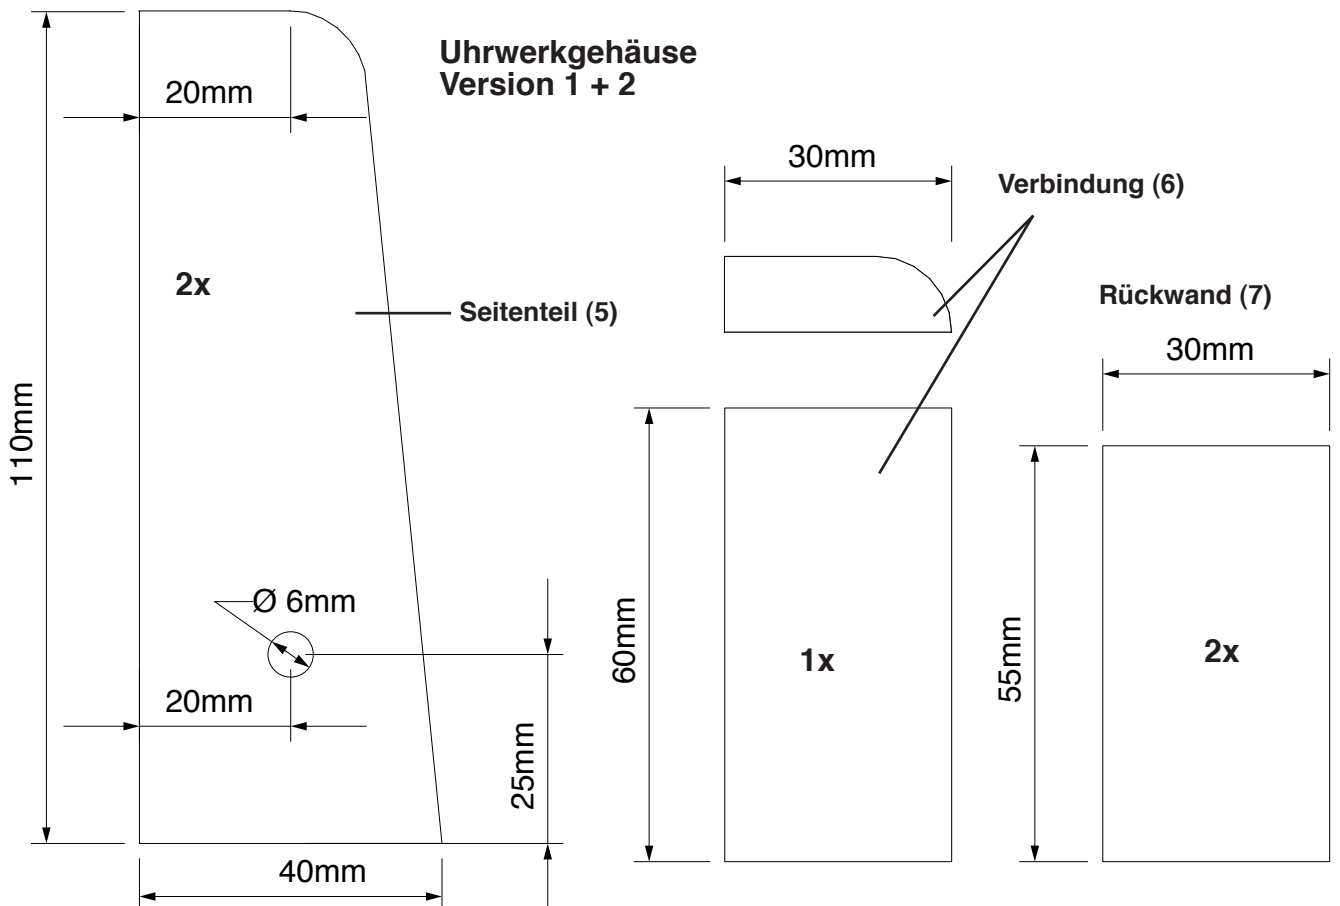 Uhrwerkgehäuse
Version 1 + 2
20mm
2x
Seitenteil (5)
110mm
Ø 6mm
20mm
25mm
40mm
30mm
Verbindung (6)
60mm
1x
Rückwand (7)
30mm
55mm
2x